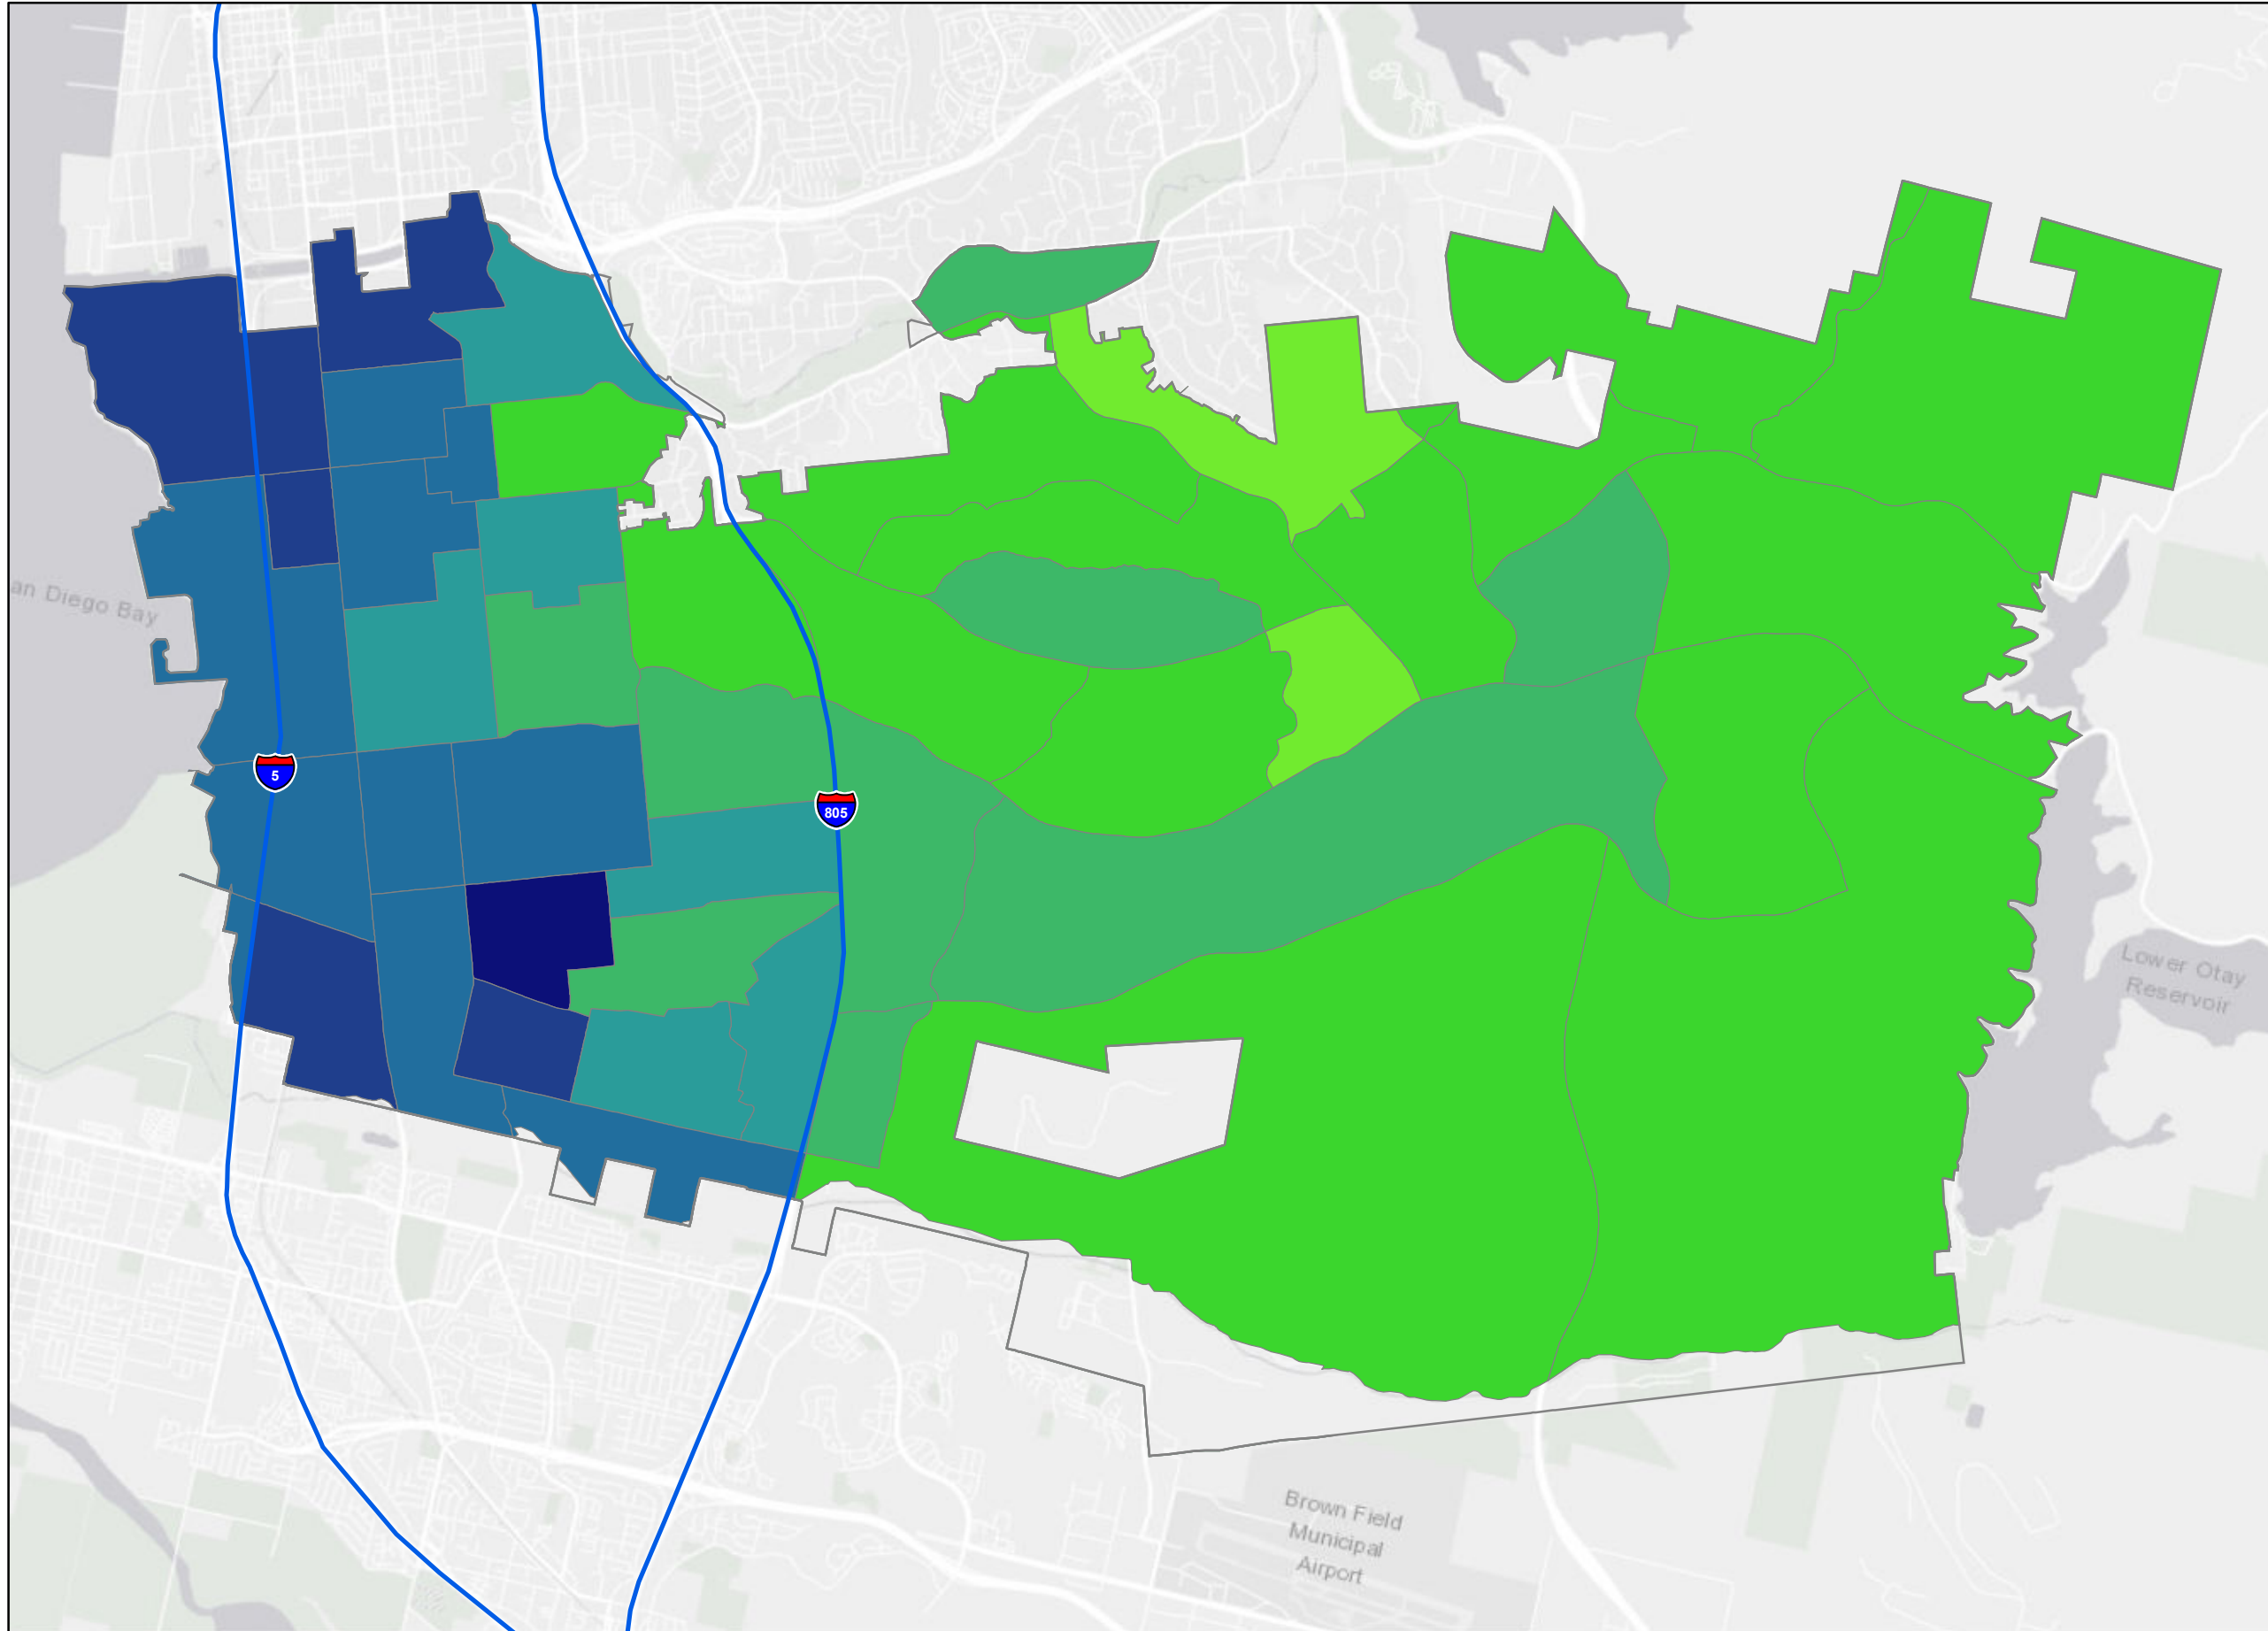 an Diego Bay
5
805
Lower Otay
Reservoir
Brown Field
Municipal
Airport